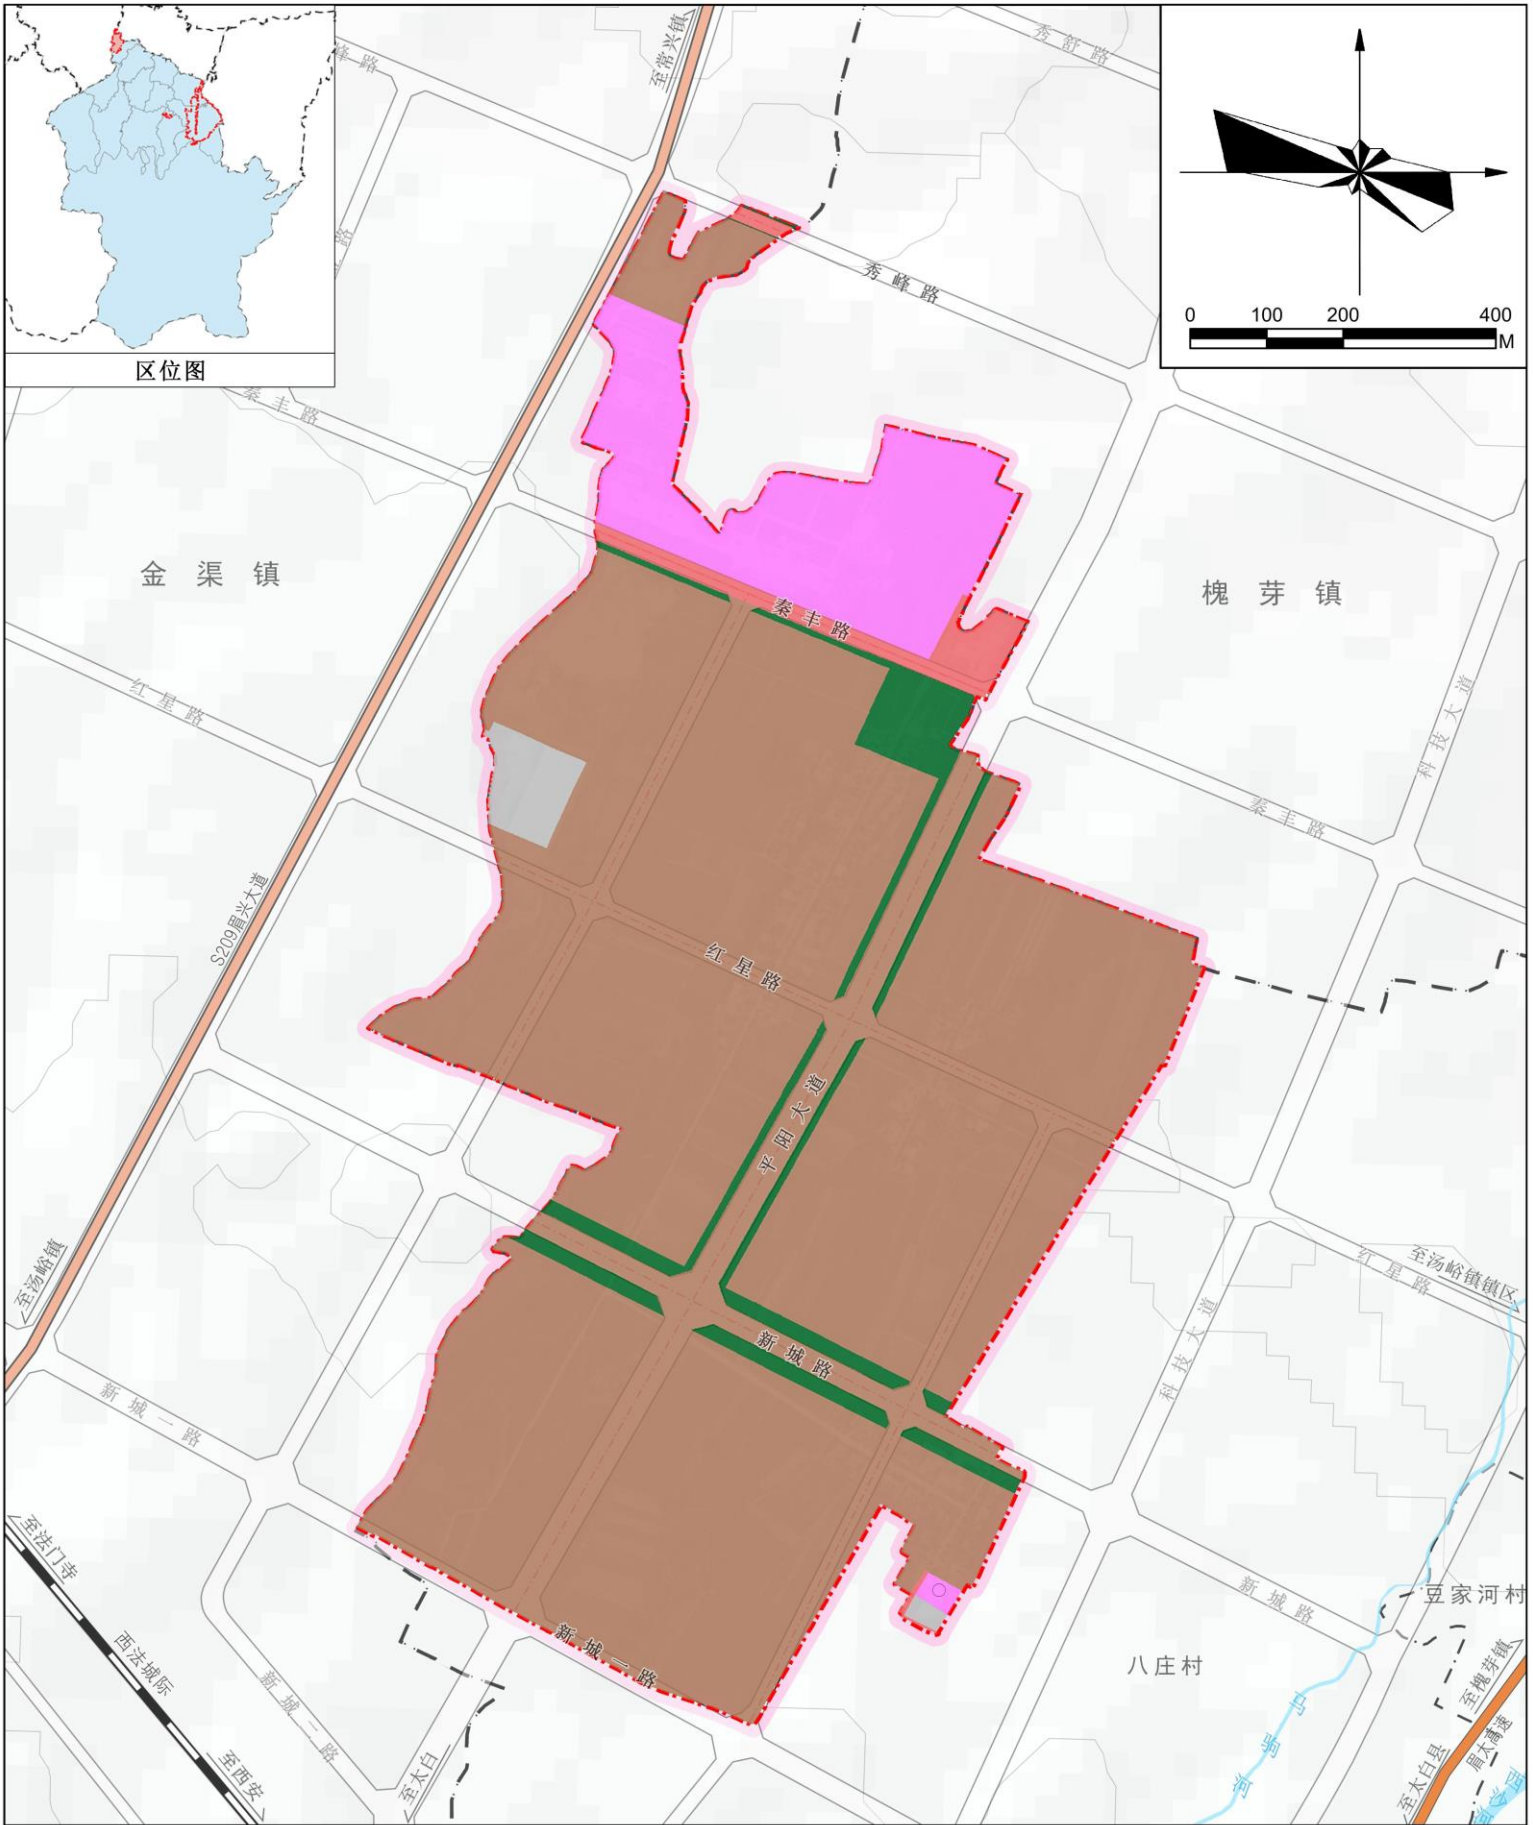 区位图
0 100 200 400
M
至常兴镇
峰路
路
秀舒路
秀峰路
秦丰路
金渠镇
槐芽镇
秦丰路
红星路
科技大道
秦丰路
S209眉兴大道
红星路
平阳大道
至汤峪镇
红星路
至汤峪镇镇区
科技大道
新城路
新城一路
至法门寺
西法城际
至西安
新城二路
新城一路
至太白
新城路
豆家河村
八庄村
至槐芽镇
眉太高速
至太白县